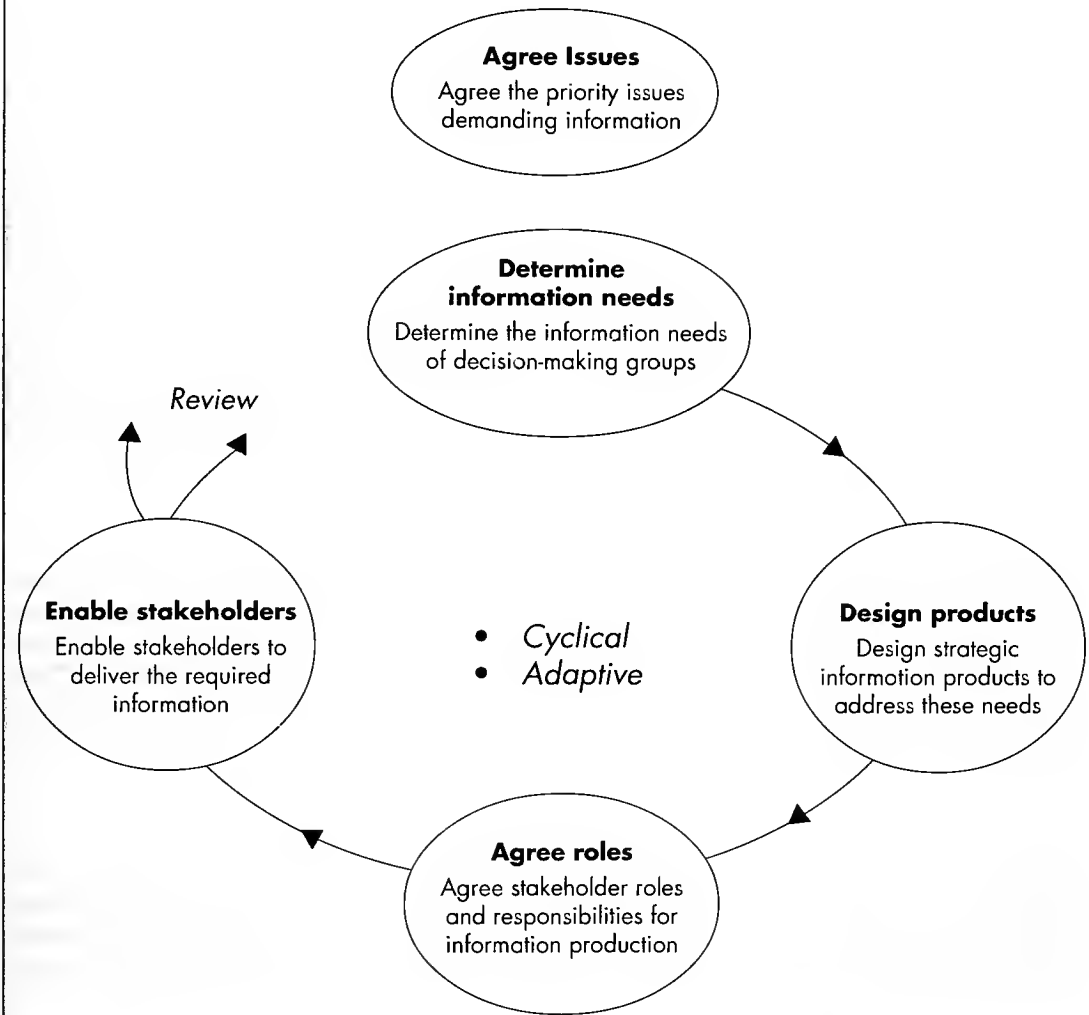 Agree Issues
Agree the priority issues
demanding information
Determine
information needs
Determine the information needs
of decision-making groups
Review
Enable stakeholders
Enable stakeholders to
deliver the required
information
• Cyclical
• Adaptive
Design products
Design strategic
information products to
address these needs
Agree roles
Agree stakeholder roles
and responsibilities for
information production